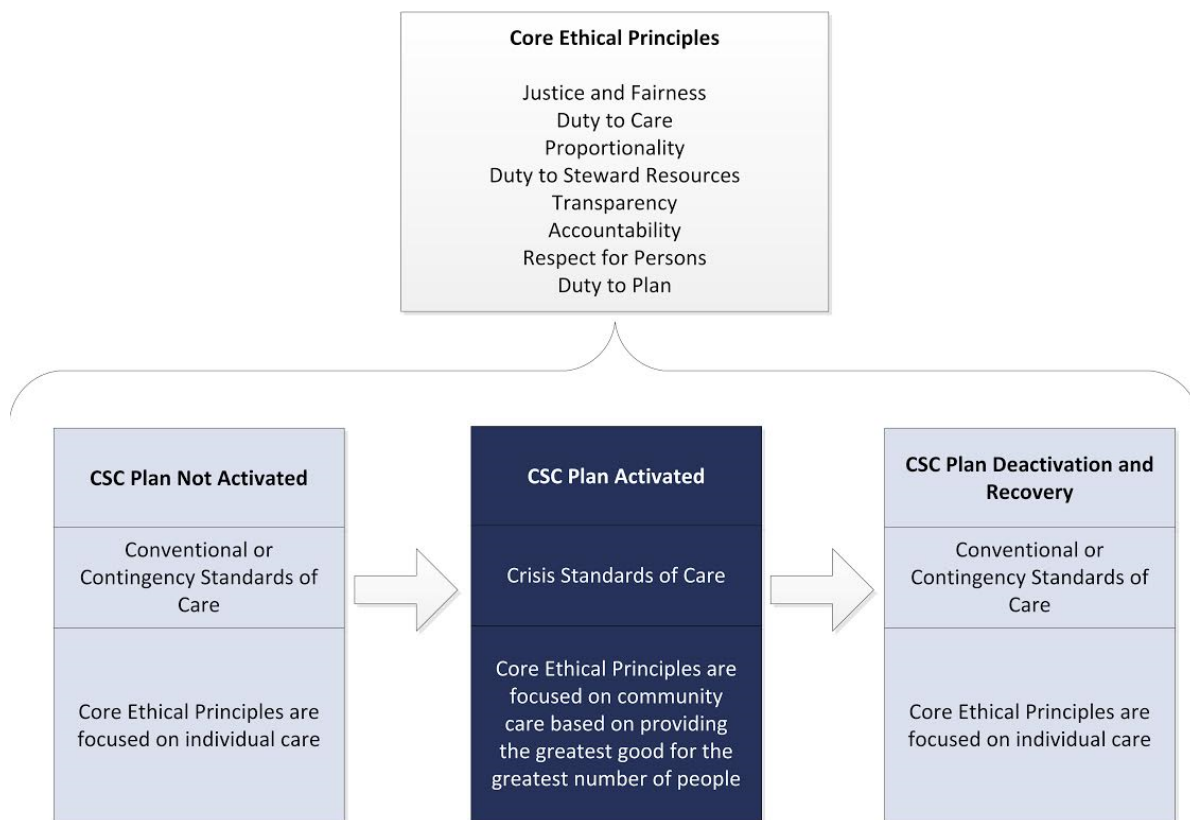 Core Ethical Principles
Justice and Fairness
Duty to Care
Proportionality
Duty to Steward Resources
Transparency
Accountability
Respect for Persons
Duty to Plan
CSC Plan Not Activated
Conventional or
Contingency Standards of
Care
Core Ethical Principles are
focused on individual care
CSC Plan Activated
Crisis Standards of Care
Core Ethical Principles are
focused on community
care based on providing
the greatest good for the
greatest number of people
CSC Plan Deactivation and
Recovery
Conventional or
Contingency Standards of
Care
Core Ethical Principles are
focused on individual care